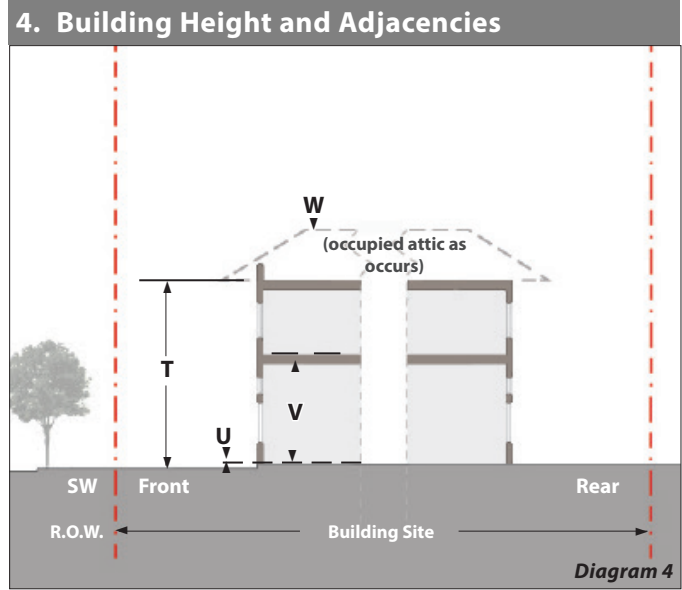 4. Building Height and Adjacencies
W
(occupied attic as
occurs)
T
V
U
SW
Front
Rear
R.O.W.
Building Site
Diagram 4